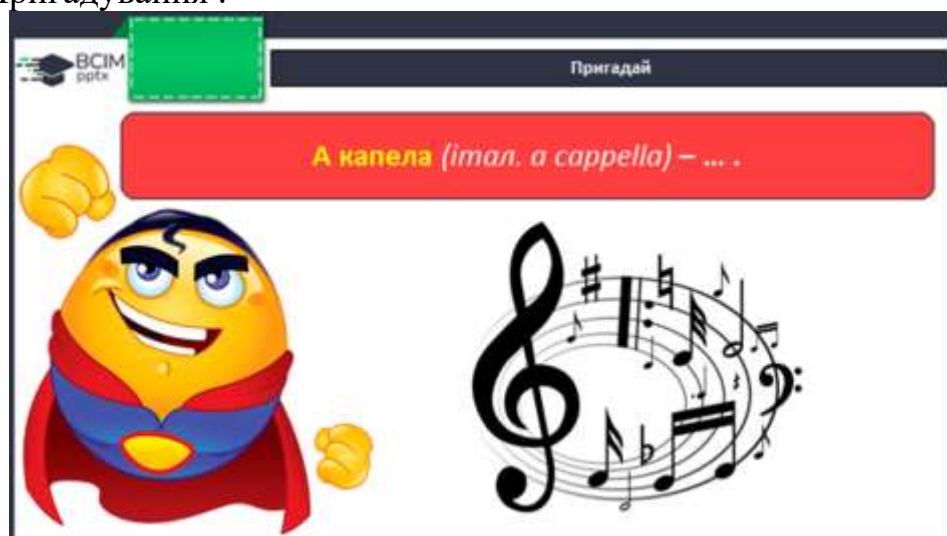 пригадування .
ВСІМ
pptx
Пригадай
А капела (італ. a cappella) – ... .